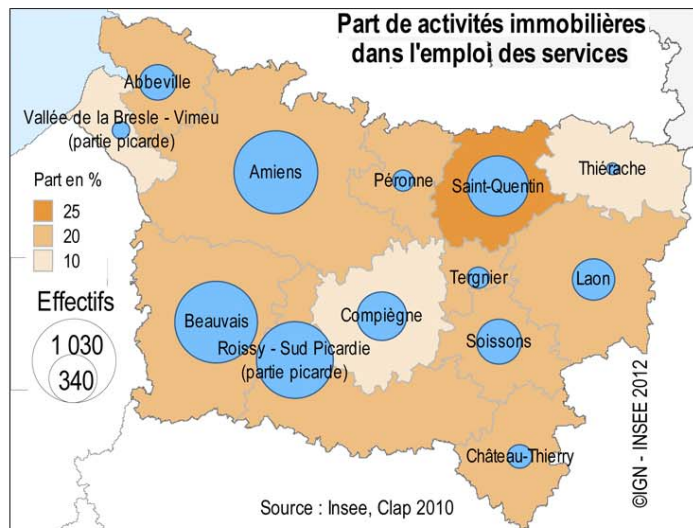 Part de activités immobilières
dans l'emploi des services
Abbeville
Vallée de la Bresle - Vimeu
(partie picarde)
Amiens
Péronne
Saint-Quentin
Thiérache
Part en %
25
20
10
Effectifs
1 030
340
Beauvais
Roissy - Sud Picardie
(partie picarde)
Compiègne
Tergnier
Laon
Soissons
Château-Thierry
Source : Insee, Clap 2010
©IGN - INSEE 2012